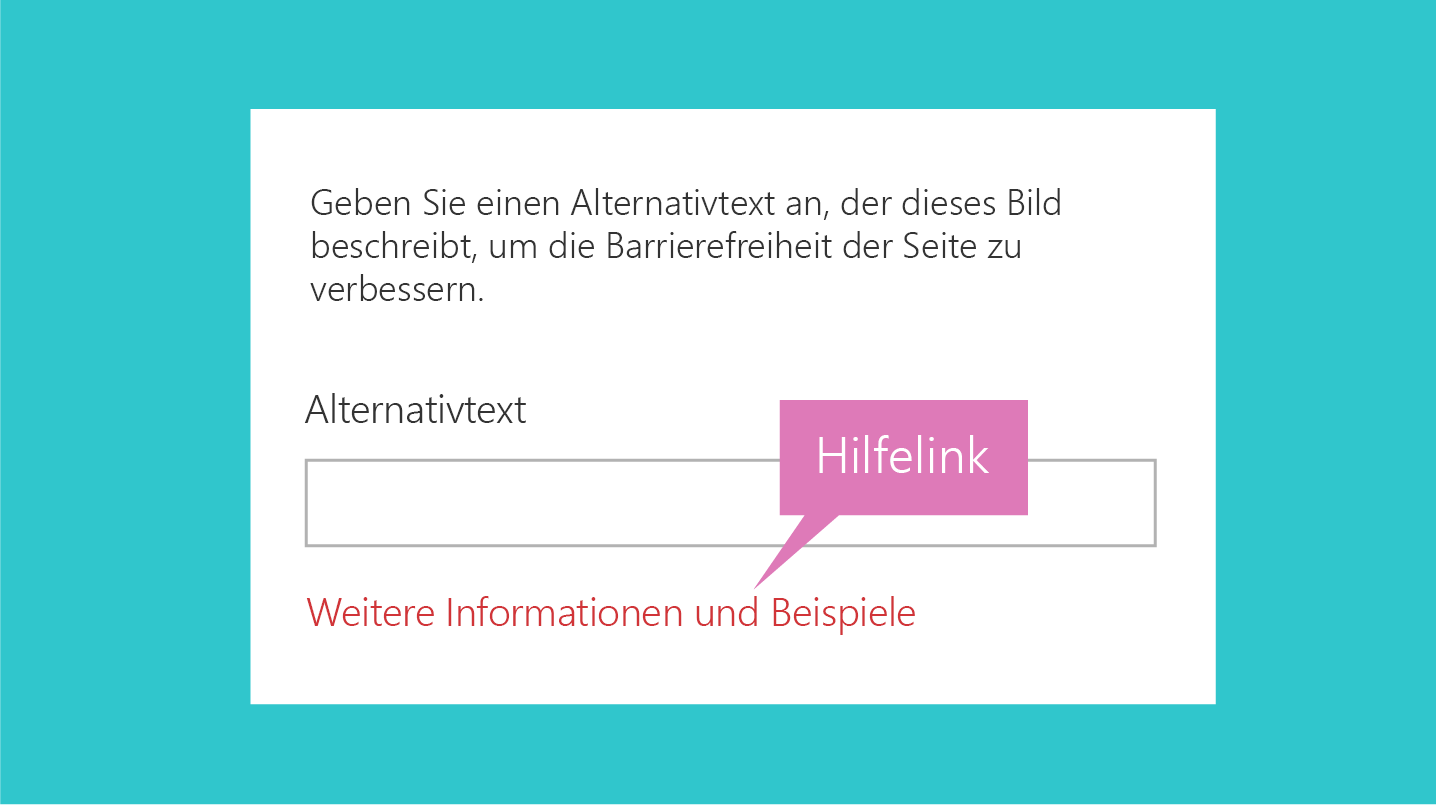 Geben Sie einen Alternativtext an, der dieses Bild
beschreibt, um die Barrierefreiheit der Seite zu
verbessern.
Alternativtext
Hilfelink
Weitere Informationen und Beispiele